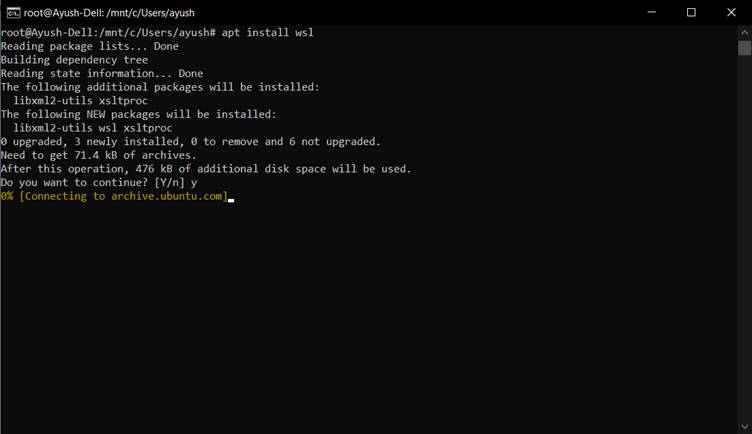 root@Ayush-Dell: /mnt/c/Users/ayush
root@Ayush-Dell:/mnt/c/Users/ayush# apt install wsl
Reading package lists... Done
Building dependency tree
Reading state information... Done
The following additional packages will be installed:
  libxml2-utils xsltproc
The following NEW packages will be installed:
  libxml2-utils wsl xsltproc
0 upgraded, 3 newly installed, 0 to remove and 6 not upgraded.
Need to get 71.4 kB of archives.
After this operation, 476 kB of additional disk space will be used.
Do you want to continue? [Y/n] y
0% [Connecting to archive.ubuntu.com]